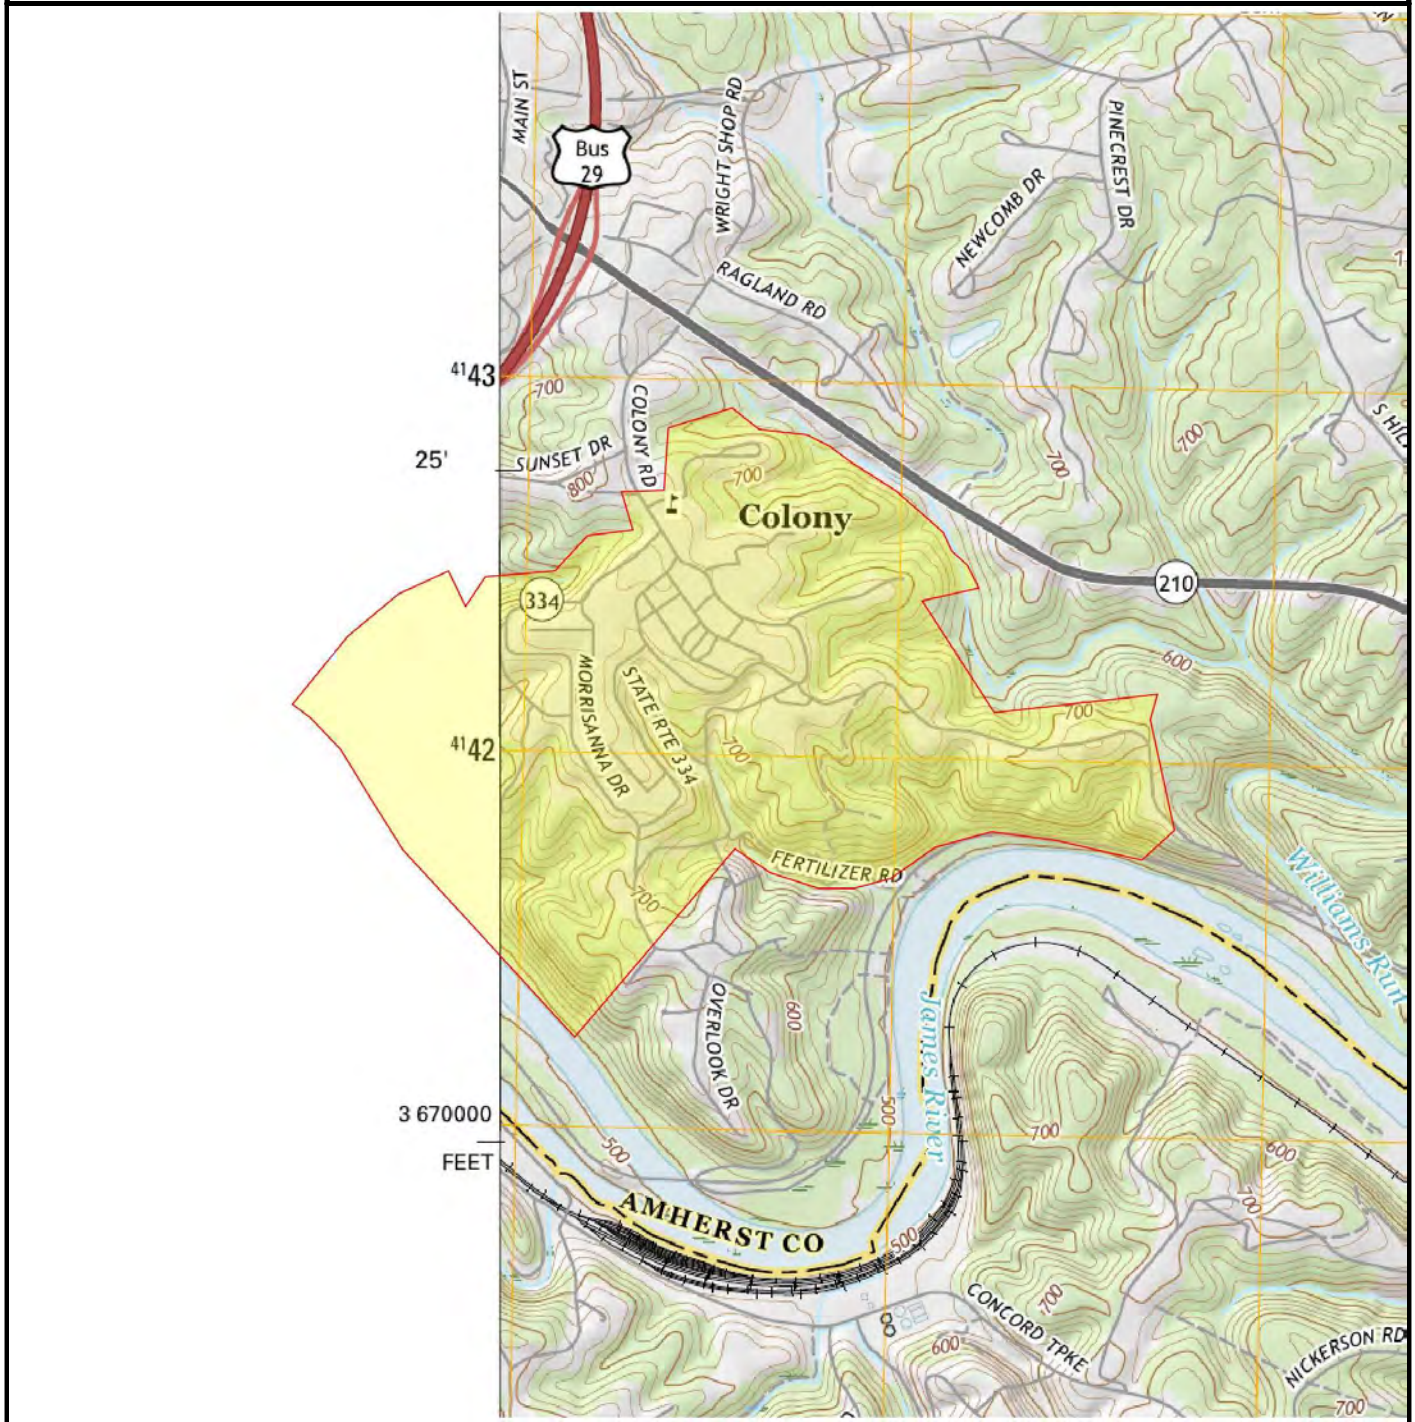 MAIN ST
Bus
29
WRIGHT SHOP RD
PINECREST DR
NEWCOMB DR
RAGLAND RD
4143
700
COLONY RD
S HIL
25'
SUNSET DR
800
700
700
700
Colony
334
210
600
MORRISANNA DR
STATE RTE 334
700
700
4142
FERTILIZER RD
Williams Run
700
OVERLOOK DR
600
James River
500
3 670000
FEET
500
700
600
700
AMHERST CO
500
CONCORD TPKE
700
600
NICKERSON RD
700